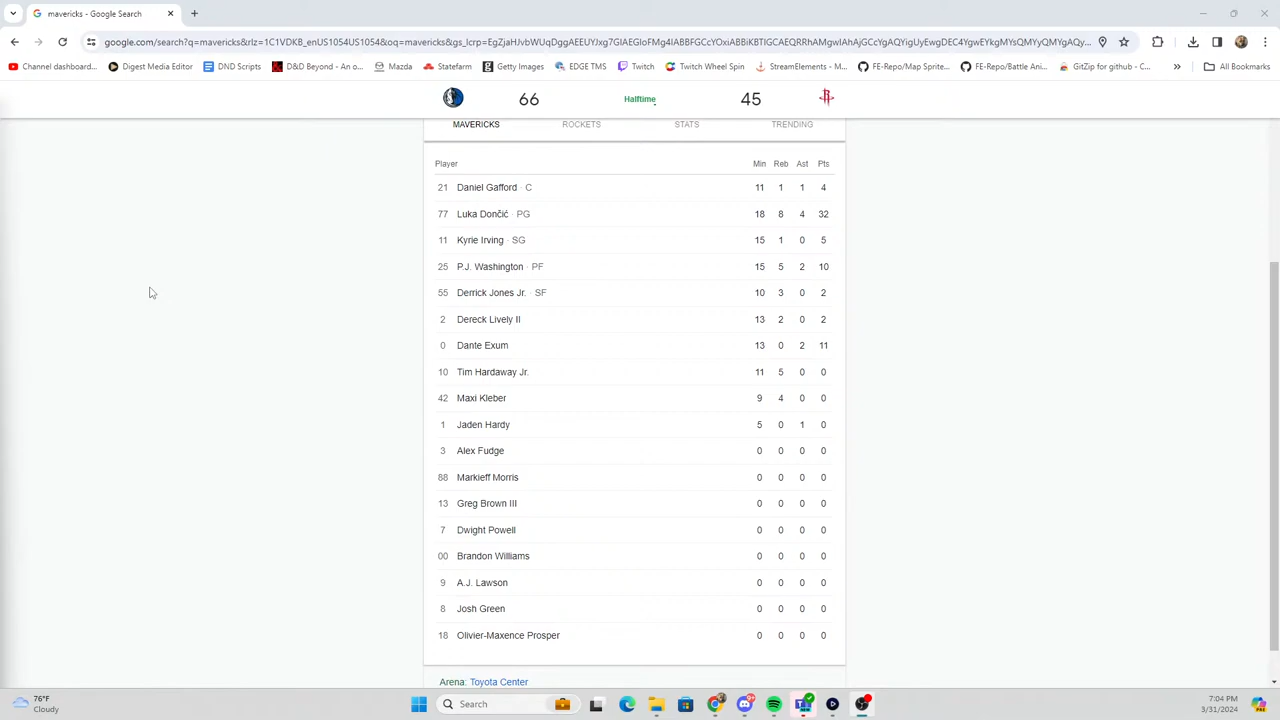 mavericks - Google Search
google.com/search?q=mavericks&rlz=1C1VDKB_enUS1054US1054&oq=mavericks&gs_lcrp=
Channel dashboard... Digest Media Editor DND Scripts D&D Beyond - An o... Mazda Statefarm Getty Images EDGE TMS Twitch Twitch Wheel Spin StreamElements - M... FE-Repo/Map Sprite... FE-Repo/Battle Ani... GitZip for github - C... » All Bookmarks
66 Halftime 45
MAVERICKS ROCKETS STATS TRENDING
Player Min Reb Ast Pts
21 Daniel Gafford · C 11 1 1 4
77 Luka Dončić · PG 18 8 4 32
11 Kyrie Irving · SG 15 1 0 5
25 P.J. Washington · PF 15 5 2 10
55 Derrick Jones Jr. · SF 10 3 0 2
2 Dereck Lively II 13 2 0 2
0 Dante Exum 13 0 2 11
10 Tim Hardaway Jr. 11 5 0 0
42 Maxi Kleber 9 4 0 0
1 Jaden Hardy 5 0 1 0
3 Alex Fudge 0 0 0 0
88 Markieff Morris 0 0 0 0
13 Greg Brown III 0 0 0 0
7 Dwight Powell 0 0 0 0
00 Brandon Williams 0 0 0 0
9 A.J. Lawson 0 0 0 0
8 Josh Green 0 0 0 0
18 Olivier-Maxence Prosper 0 0 0 0
Arena: Toyota Center
76°F
Cloudy
Search
7:04 PM
3/31/2024